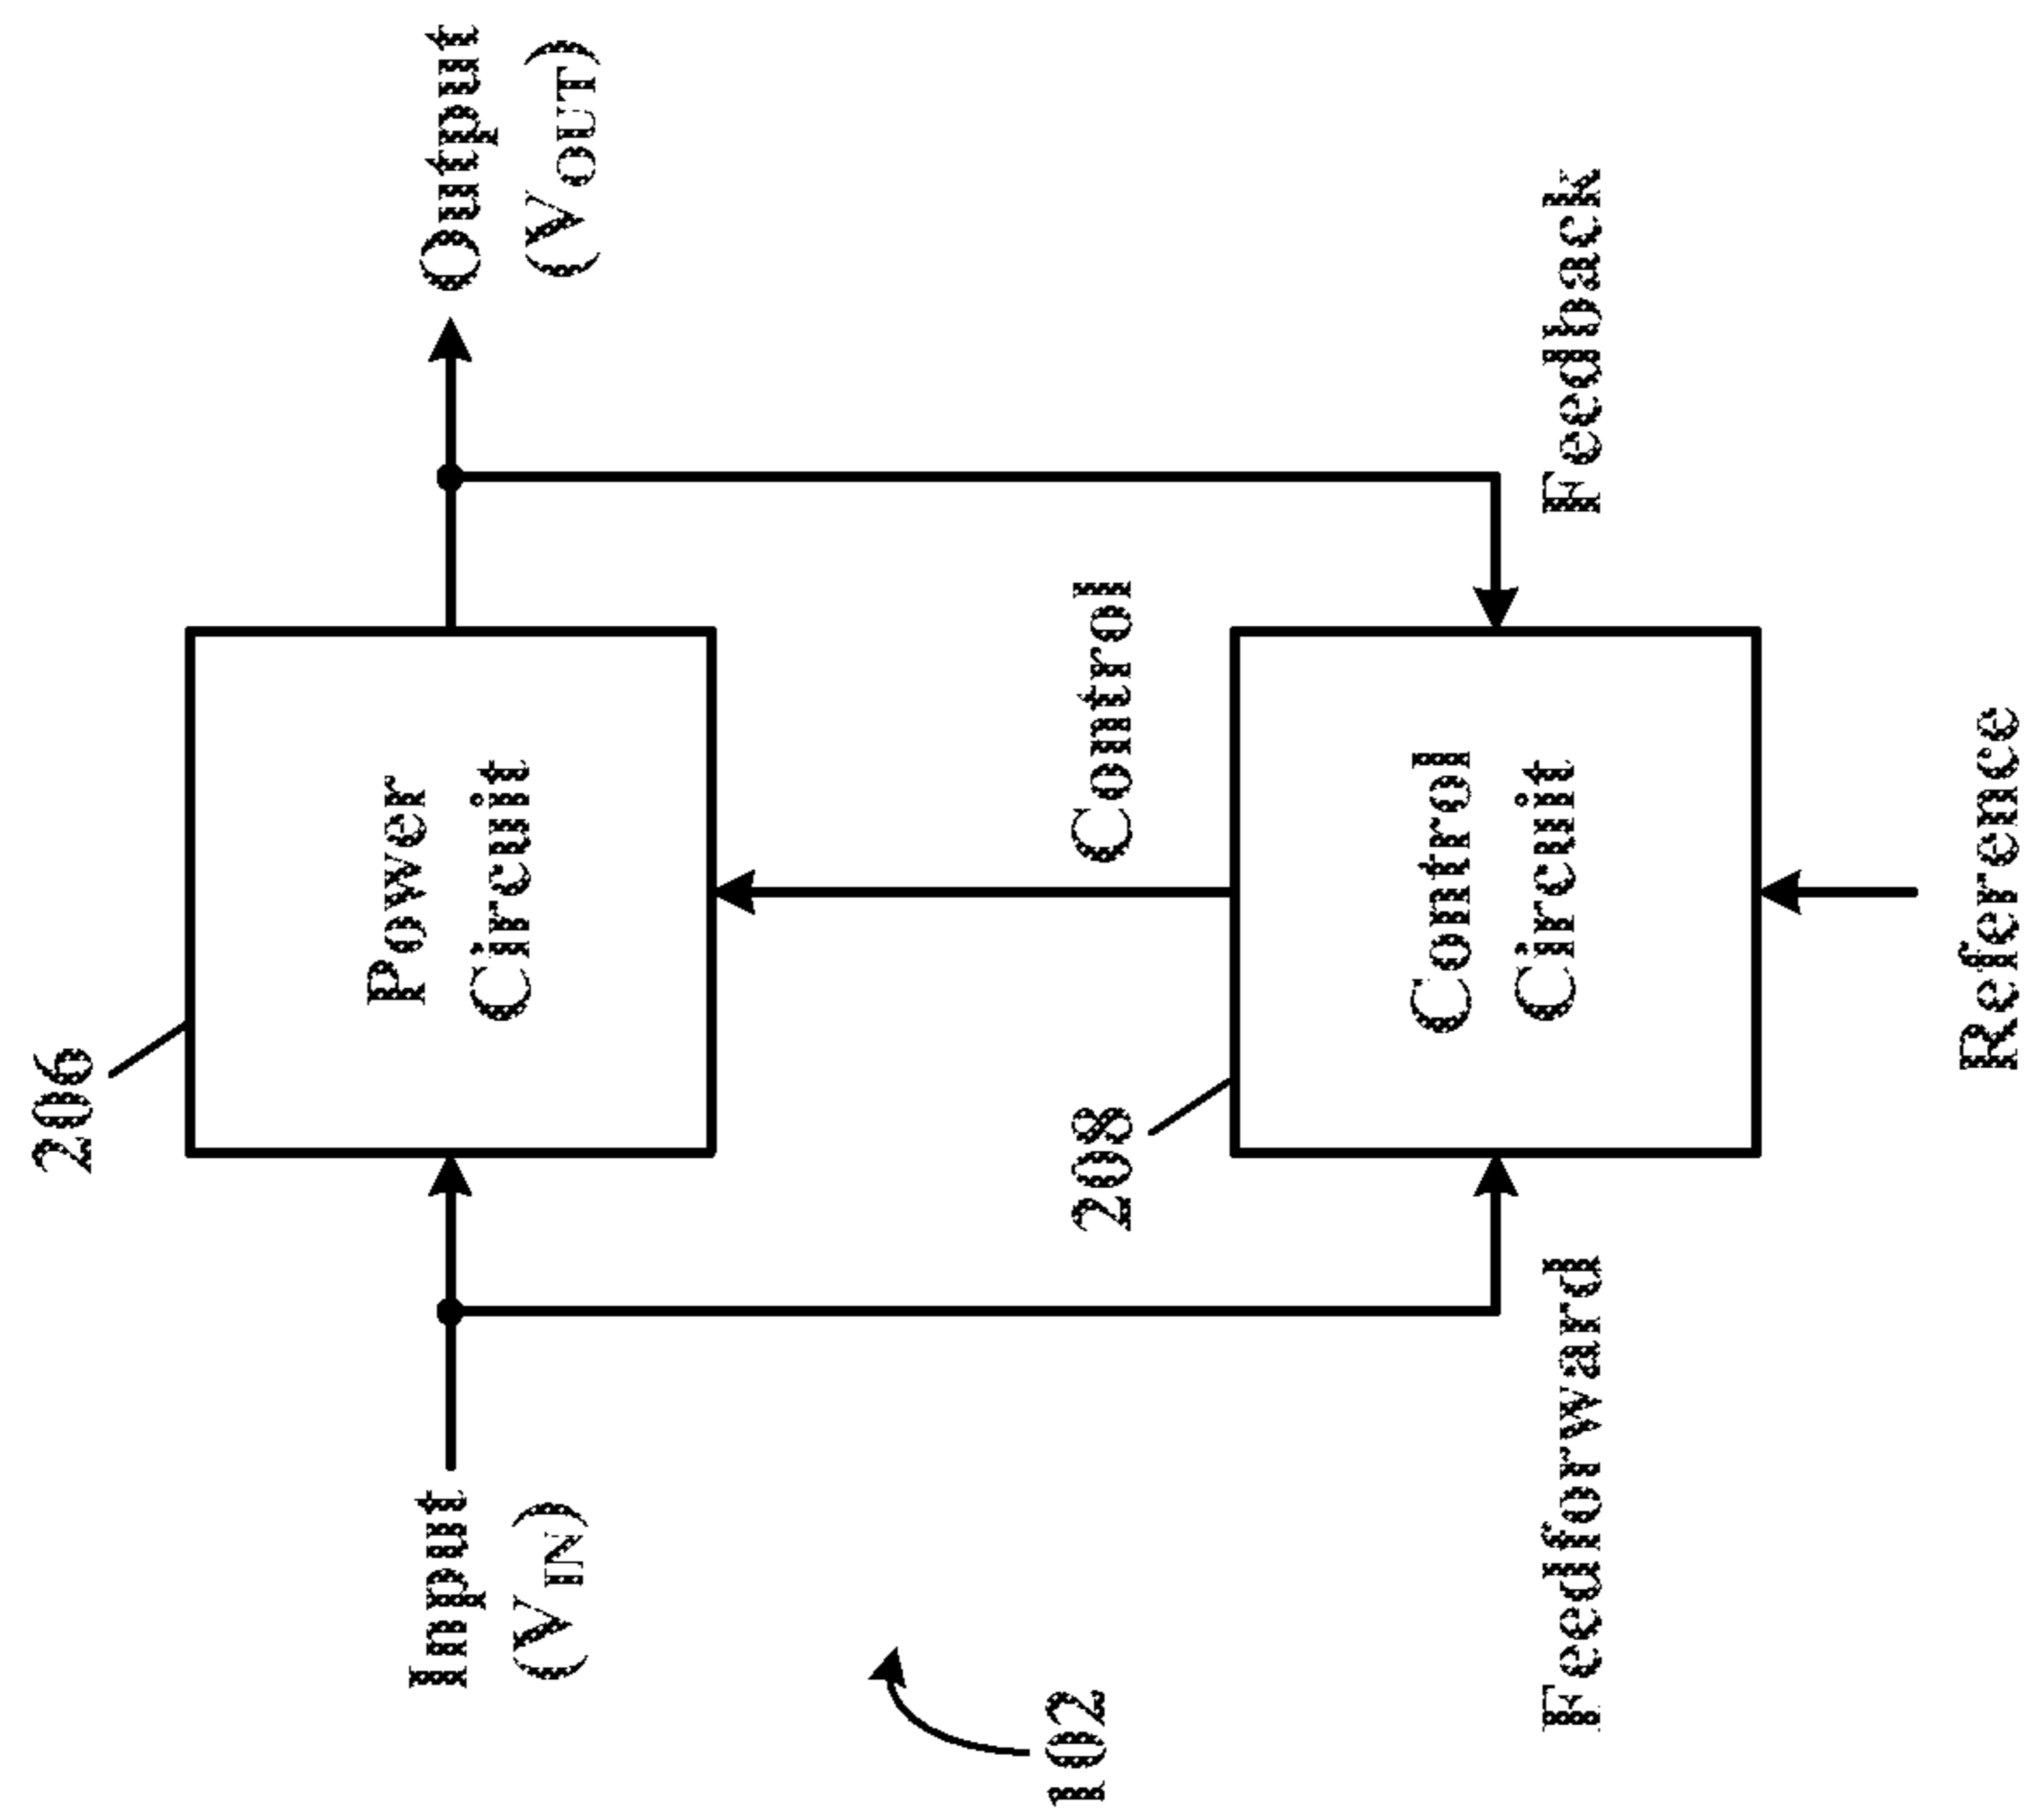 206
Power
Circuit
Input
(VIN)
Output
(VOUT)
208
Control
Control
Circuit
Feedforward
Feedback
Reference
102